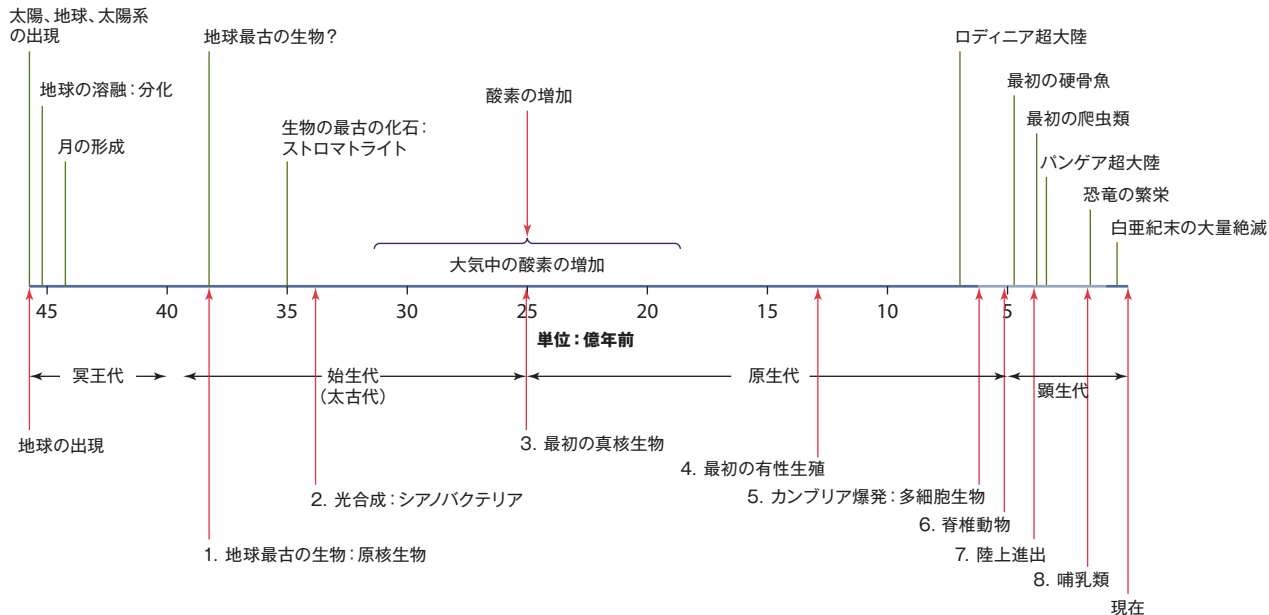 太陽、地球、太陽系
の出現
地球の溶融：分化
月の形成
地球最古の生物？
生物の最古の化石：
ストロマトライト
酸素の増加
大気中の酸素の増加
ロディニア超大陸
最初の硬骨魚
最初の爬虫類
パンゲア超大陸
恐竜の繁栄
白亜紀末の大量絶滅
45
40
35
30
25
20
15
10
5
単位：億年前
冥王代
始生代
（太古代）
原生代
顕生代
地球の出現
1. 地球最古の生物：原核生物
2. 光合成：シアノバクテリア
3. 最初の真核生物
4. 最初の有性生殖
5. カンブリア爆発：多細胞生物
6. 脊椎動物
7. 陸上進出
8. 哺乳類
現在